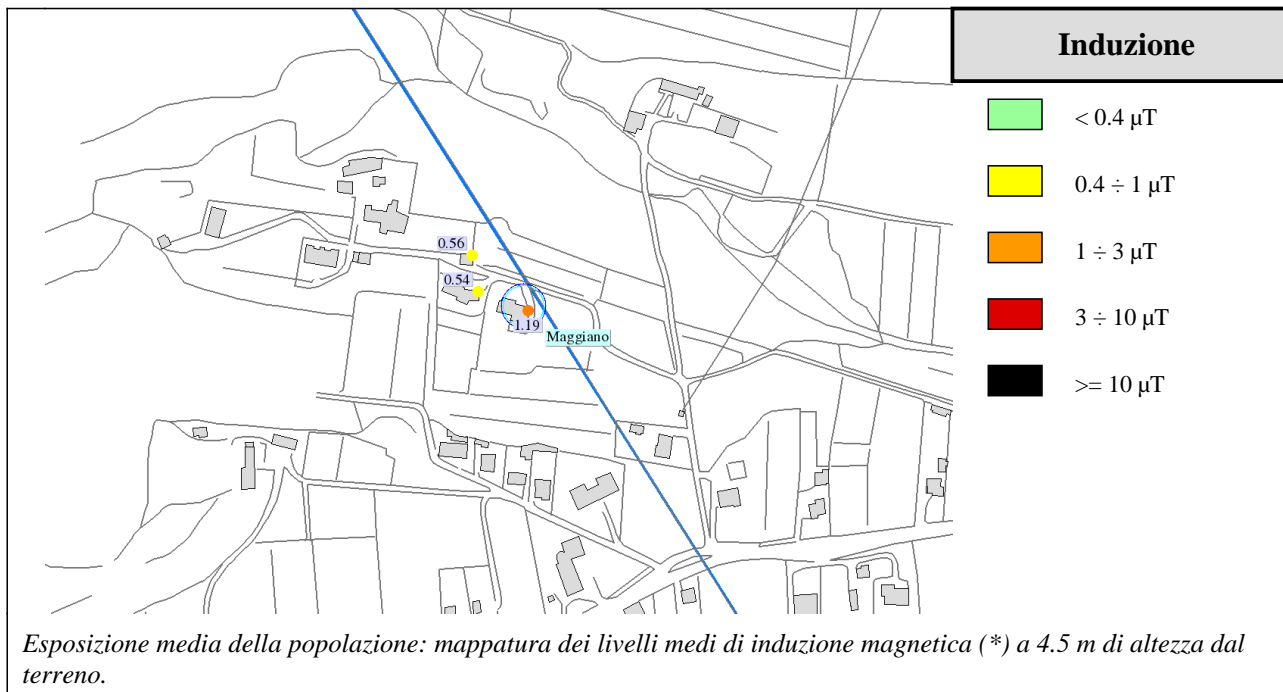 Induzione
< 0.4 µT
0.4 ÷ 1 µT
1 ÷ 3 µT
3 ÷ 10 µT
>= 10 µT
0.56
0.54
1.19
Maggiano
Esposizione media della popolazione: mappatura dei livelli medi di induzione magnetica (*) a 4.5 m di altezza dal
terreno.